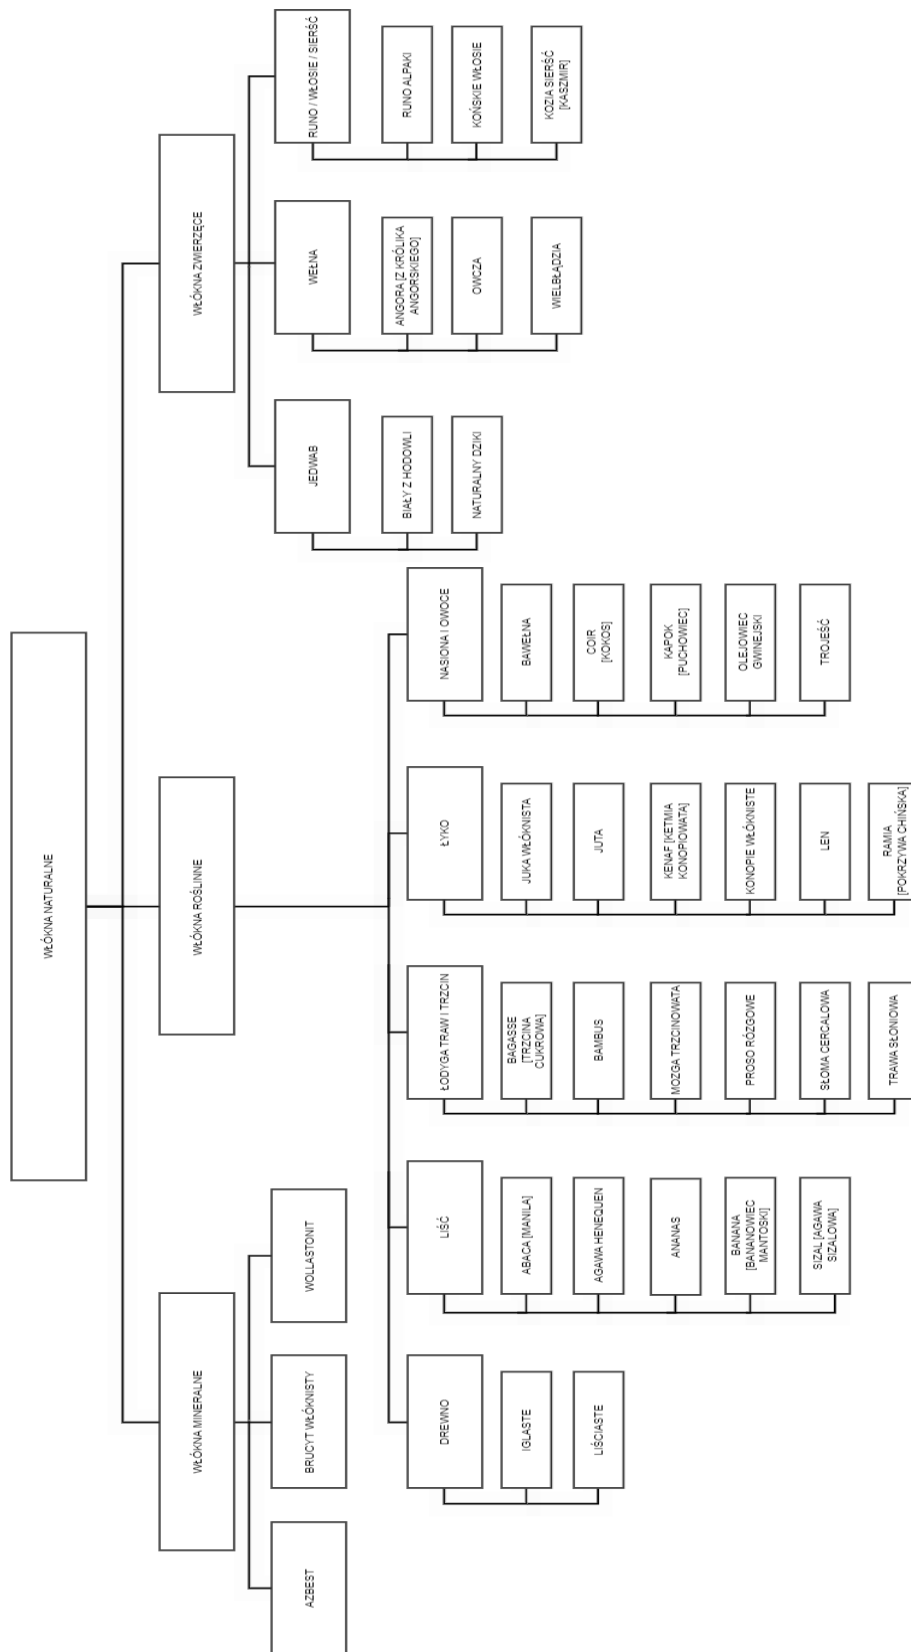 WŁÓKNA NATURALNE
WŁÓKNA MINERALNE
WŁÓKNA ROŚLINNE
WŁÓKNA ZWIERZĘCE
AZBEST
BRUCYT WŁÓKNISTY
WOLLASTONIT
DREWNO
IGLASTE
LIŚCIASTE
LIŚĆ
ABACA [MANILA]
AGAWA HENEQUEN
ANANAS
BANANA
[BANANOWIEC
MANTOSKI]
SIZAL [AGAWA
SIZALOWA]
ŁODYGA TRAW I TRZCIN
BAGASSE
[TRZCINA
CUKROWA]
BAMBUS
MOZGA TRZCINOWATA
PROSO RÓZGOWE
SŁOMA CERCALOWA
TRAWA SŁONIOWA
ŁYKO
JUKA WŁÓKNISTA
JUTA
KENAF [KETMIA
KONOPIOWATA]
KONOPIE WŁÓKNISTE
LEN
RAMIA
[POKRZYWA CHIŃSKA]
NASIONA I OWOCE
BAWEŁNA
COIR
[KOKOS]
KAPOK
[PUCHOWIEC]
OLEJOWIEC
GWINEJSKI
TROJEŚĆ
JEDWAB
BIAŁY Z HODOWLI
NATURALNY DZIKI
WEŁNA
ANGORA [Z KRÓLIKA
ANGORSKIEGO]
OWCZA
WIELBŁĄDZIA
RUNO / WŁOSIE / SIERŚĆ
RUNO ALPAKI
KOŃSKIE WŁOSIE
KOZIA SIERŚĆ
[KASZMIR]